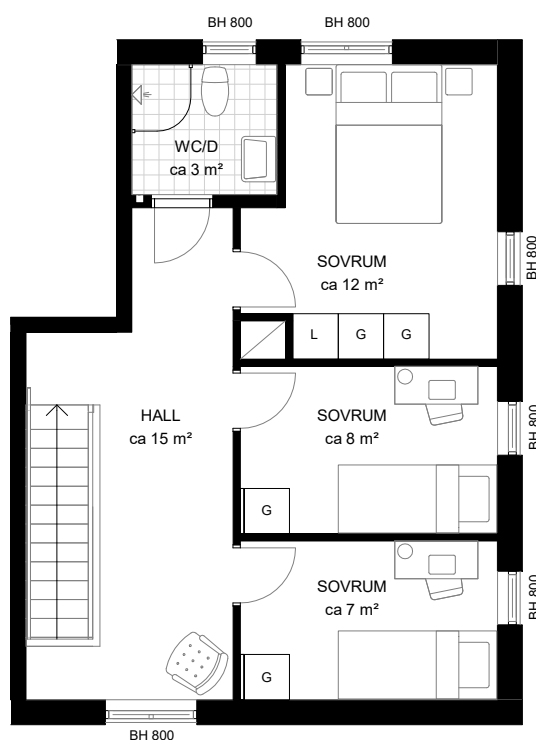 BH 800
BH 800
WC/D
ca 3 m²
BH 800
SOVRUM
ca 12 m²
L
G
G
HALL
ca 15 m²
SOVRUM
ca 8 m²
BH 800
G
SOVRUM
ca 7 m²
BH 800
G
BH 800